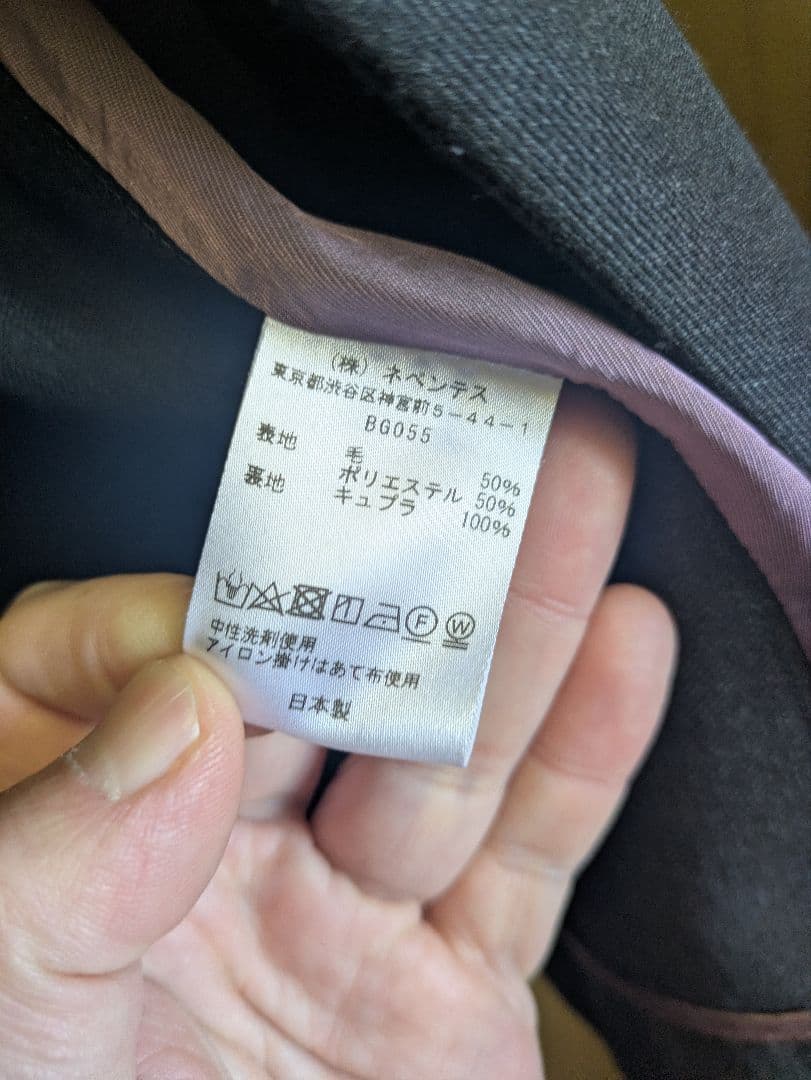 (株) ネペンテス
東京都渋谷区神宮前5-44-1
BG055
表地 毛 50%
ポリエステル 50%
裏地 キュプラ 100%
F W
中性洗剤使用
アイロン掛けはあて布使用
日本製